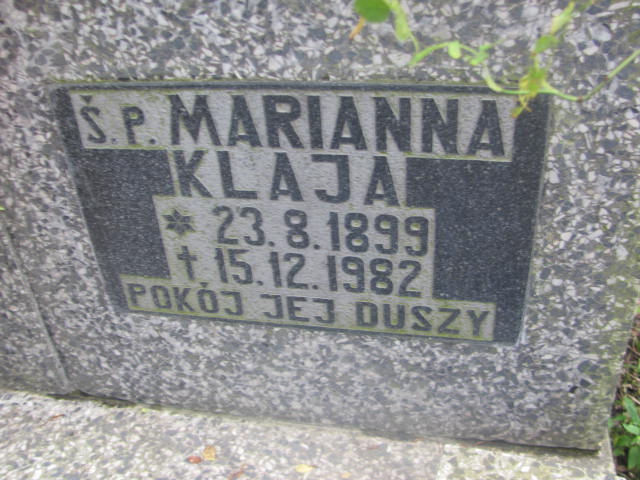 Ś.P. MARIANNA
KLAJA
* 23.8.1899
† 15.12.1982
POKÓJ JEJ DUSZY